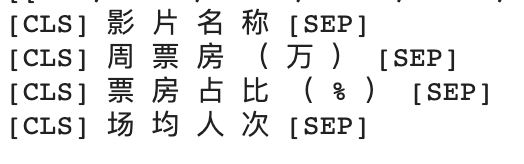 [CLS] 影 片 名 称 [SEP]
[CLS] 周 票 房 （ 万 ） [SEP]
[CLS] 票 房 占 比 （ % ） [SEP]
[CLS] 场 均 人 次 [SEP]